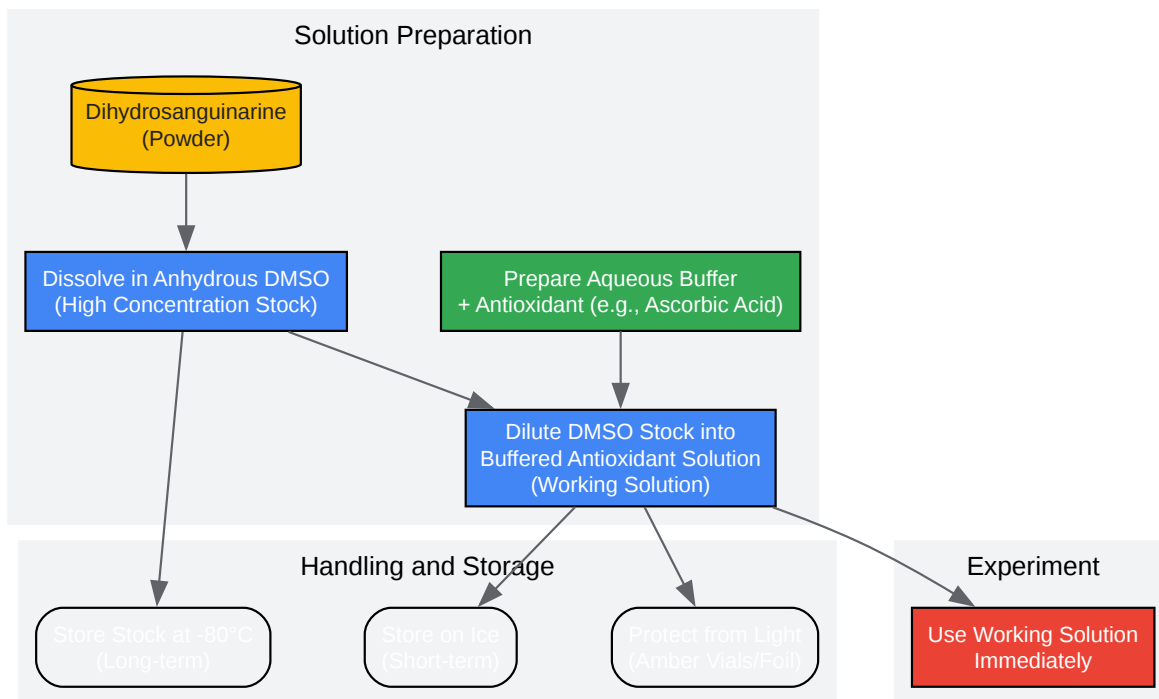 Solution Preparation
Dihydrosanguinarine
(Powder)
Dissolve in Anhydrous DMSO
(High Concentration Stock)
Prepare Aqueous Buffer
+ Antioxidant (e.g., Ascorbic Acid)
Dilute DMSO Stock into
Buffered Antioxidant Solution
(Working Solution)
Handling and Storage
Store Stock at -80°C
(Long-term)
Store on Ice
(Short-term)
Protect from Light
(Amber Vials/Foil)
Experiment
Use Working Solution
Immediately